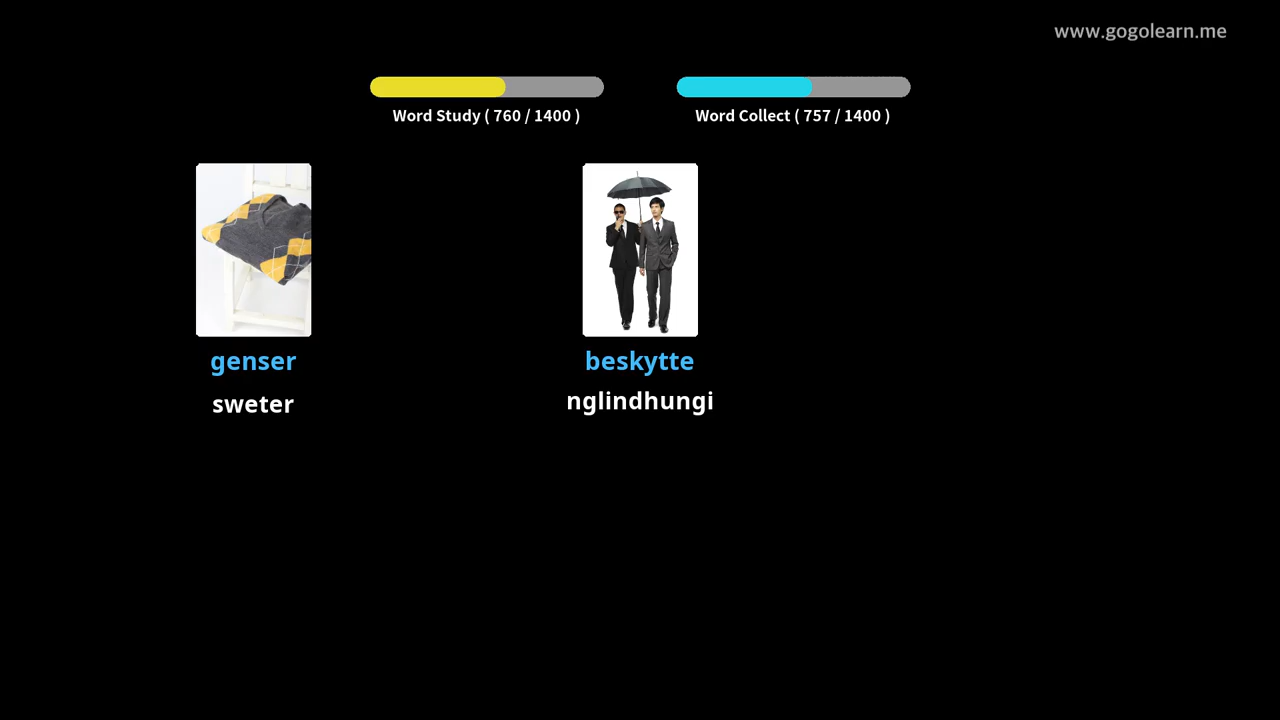 www.gogolearn.me
Word Study ( 760 / 1400 )
Word Collect ( 757 / 1400 )
genser
sweter
beskytte
nglindhungi